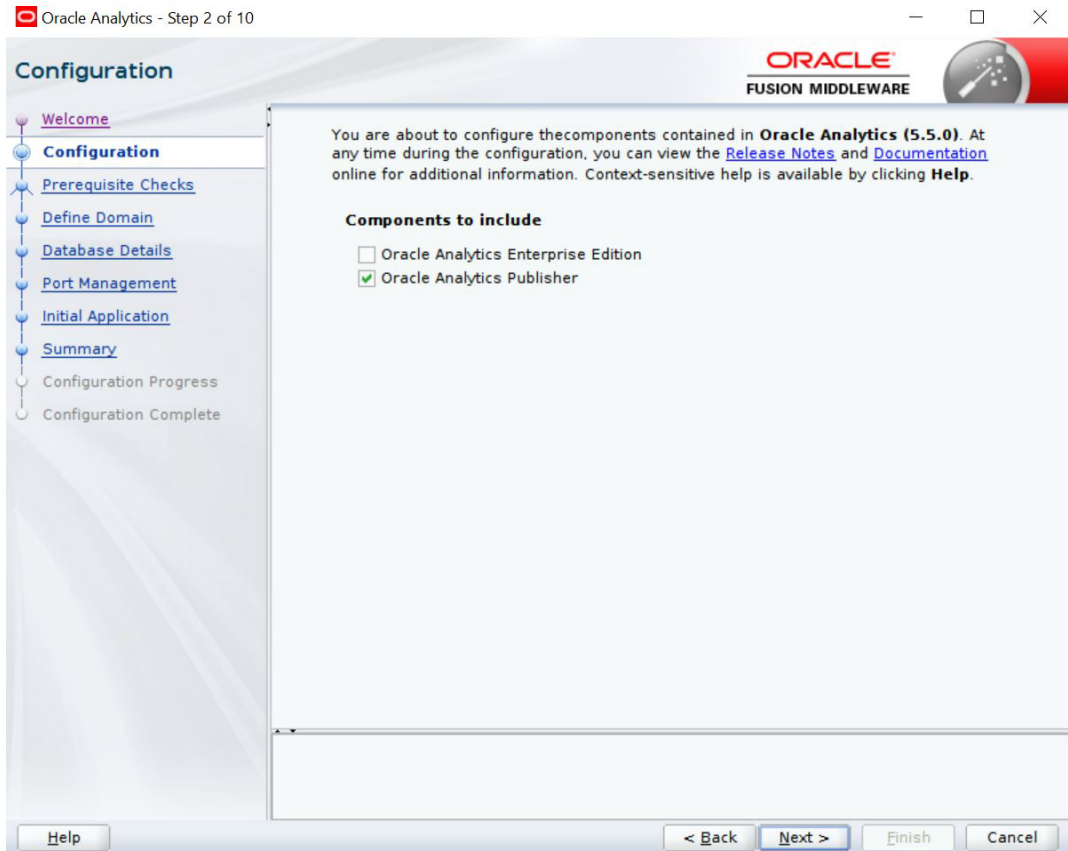 Oracle Analytics - Step 2 of 10
Configuration
ORACLE
FUSION MIDDLEWARE
Welcome
Configuration
Prerequisite Checks
Define Domain
Database Details
Port Management
Initial Application
Summary
Configuration Progress
Configuration Complete
You are about to configure thecomponents contained in Oracle Analytics (5.5.0). At
any time during the configuration, you can view the Release Notes and Documentation
online for additional information. Context-sensitive help is available by clicking Help.
Components to include
Oracle Analytics Enterprise Edition
Oracle Analytics Publisher
Help
< Back
Next >
Finish
Cancel